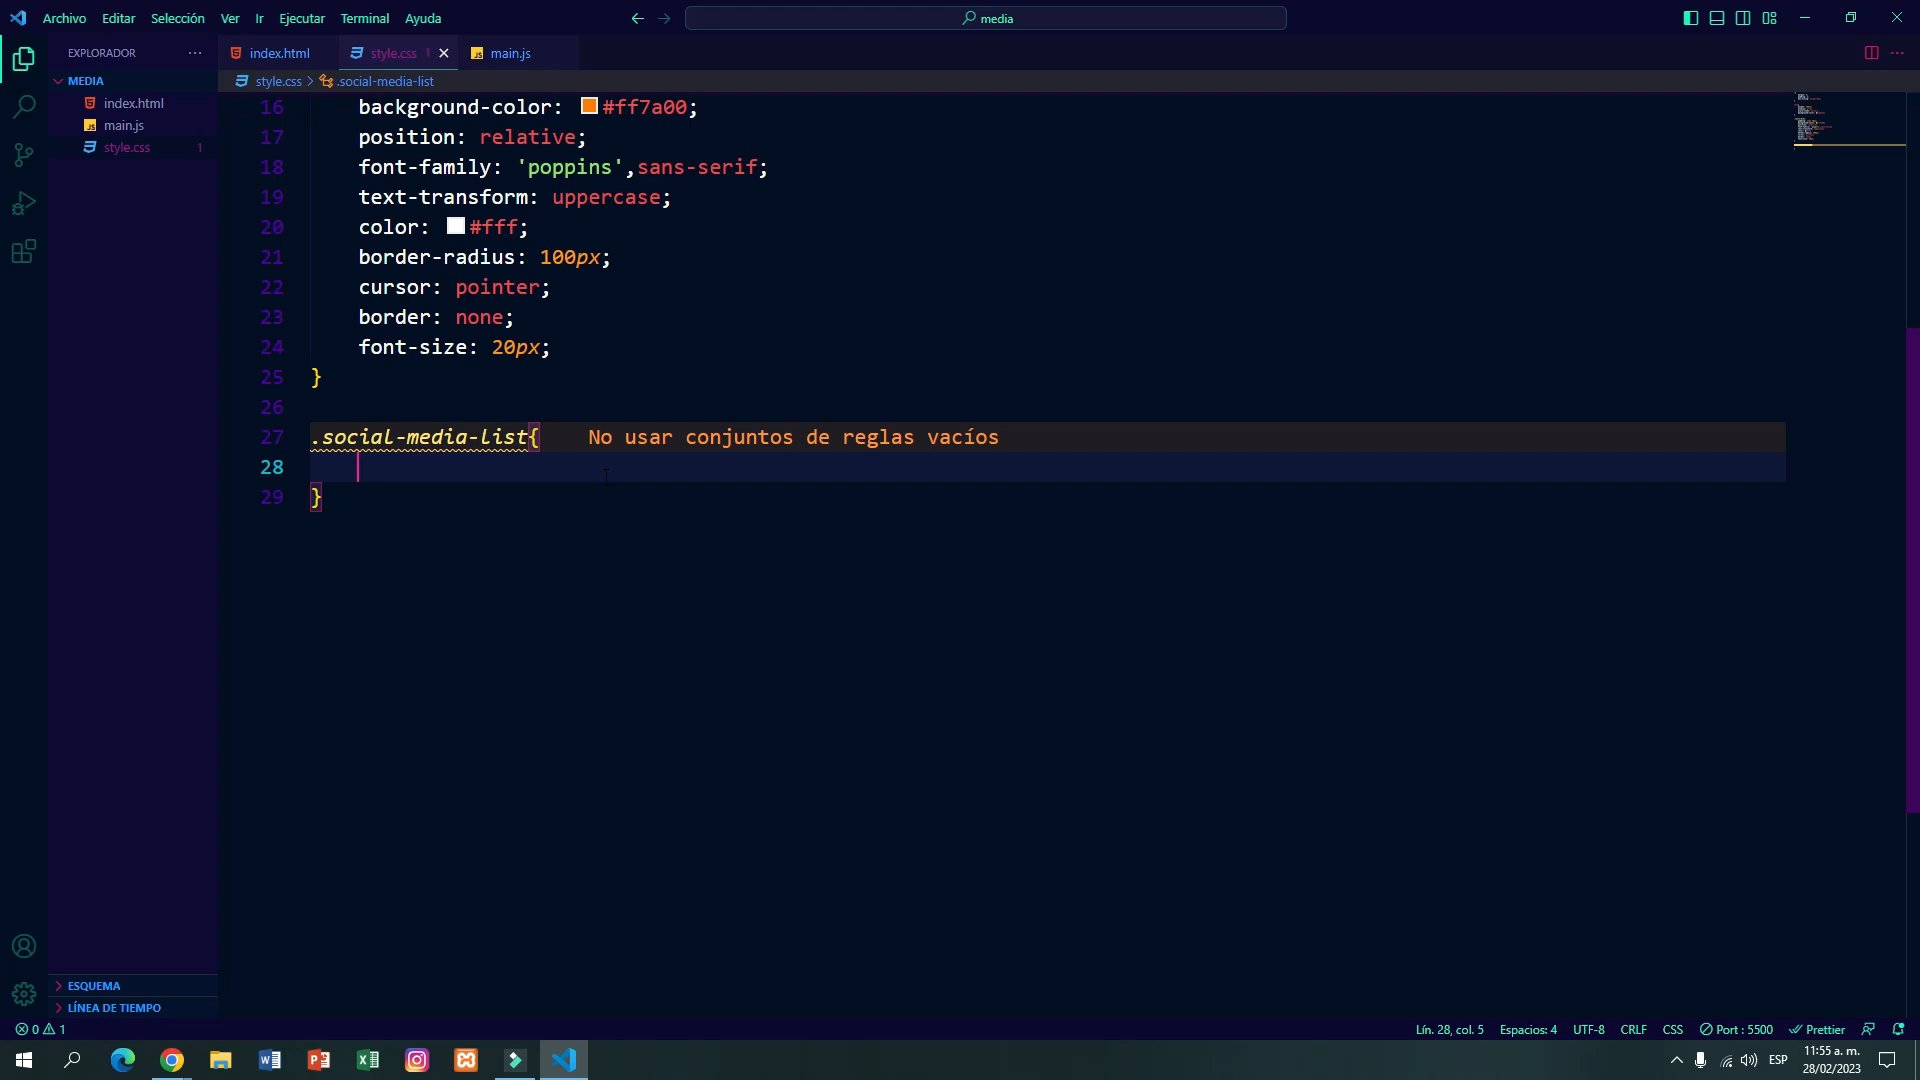 Archivo Editar Selección Ver Ir Ejecutar Terminal Ayuda
media
EXPLORADOR
index.html
style.css 1
main.js
MEDIA
index.html
main.js
style.css 1
style.css > .social-media-list
16 background-color: #ff7a00;
17 position: relative;
18 font-family: 'poppins',sans-serif;
19 text-transform: uppercase;
20 color: #fff;
21 border-radius: 100px;
22 cursor: pointer;
23 border: none;
24 font-size: 20px;
25 }
26
27 .social-media-list{ No usar conjuntos de reglas vacíos
28
29 }
ESQUEMA
LÍNEA DE TIEMPO
0 1
Lín. 28, col. 5 Espacios: 4 UTF-8 CRLF CSS Port : 5500 Prettier
ESP
11:55 a. m.
28/02/2023